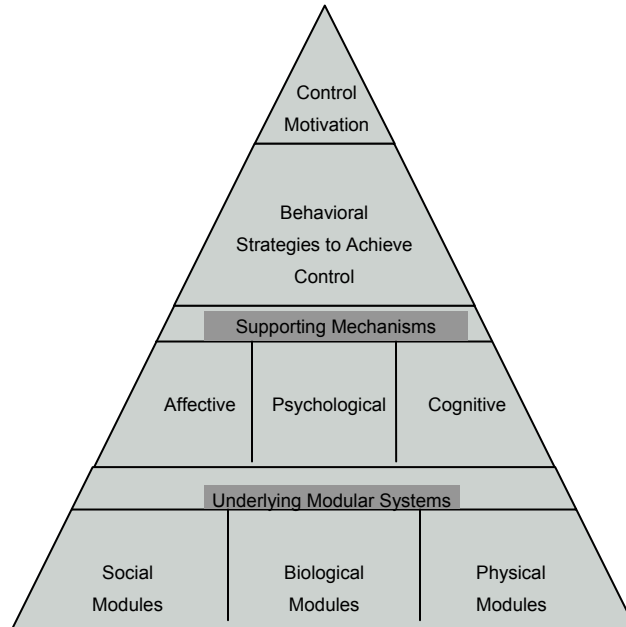 Control
Motivation
Behavioral
Strategies to Achieve
Control
Supporting Mechanisms
Affective
Psychological
Cognitive
Underlying Modular Systems
Social
Modules
Biological
Modules
Physical
Modules